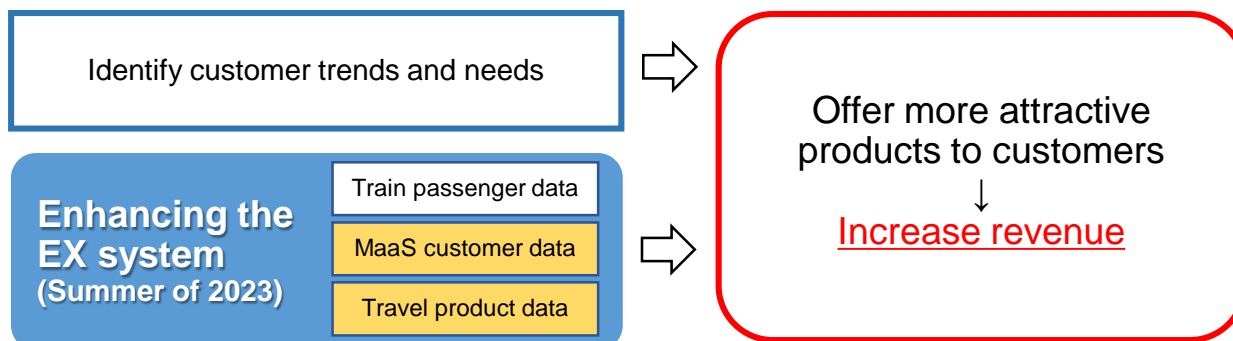 Identify customer trends and needs
Enhancing the
EX system
(Summer of 2023)
Train passenger data
MaaS customer data
Travel product data
Offer more attractive
products to customers
↓
Increase revenue